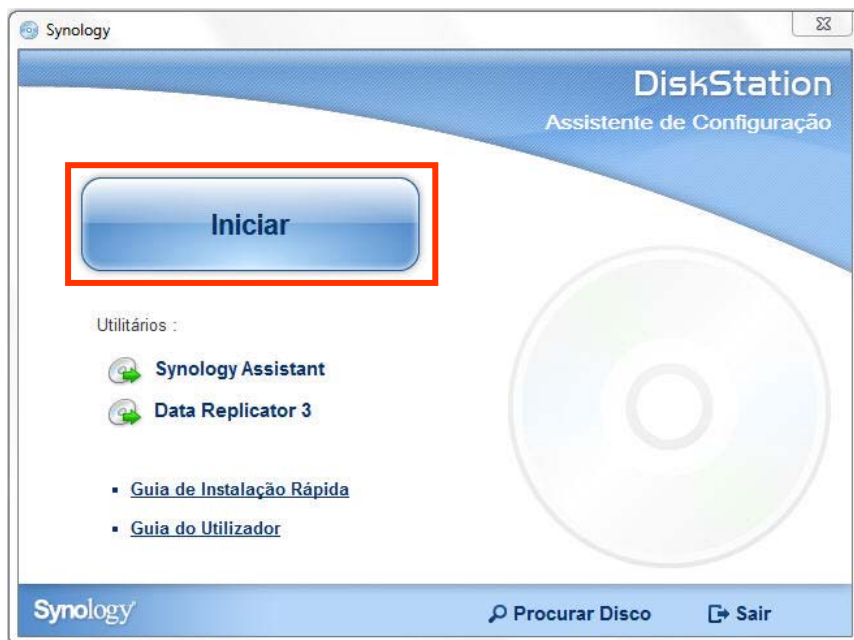 Synology
DiskStation
Assistente de Configuração
Iniciar
Utilitários :
Synology Assistant
Data Replicator 3
Guia de Instalação Rápida
Guia do Utilizador
Synology
Procurar Disco
Sair